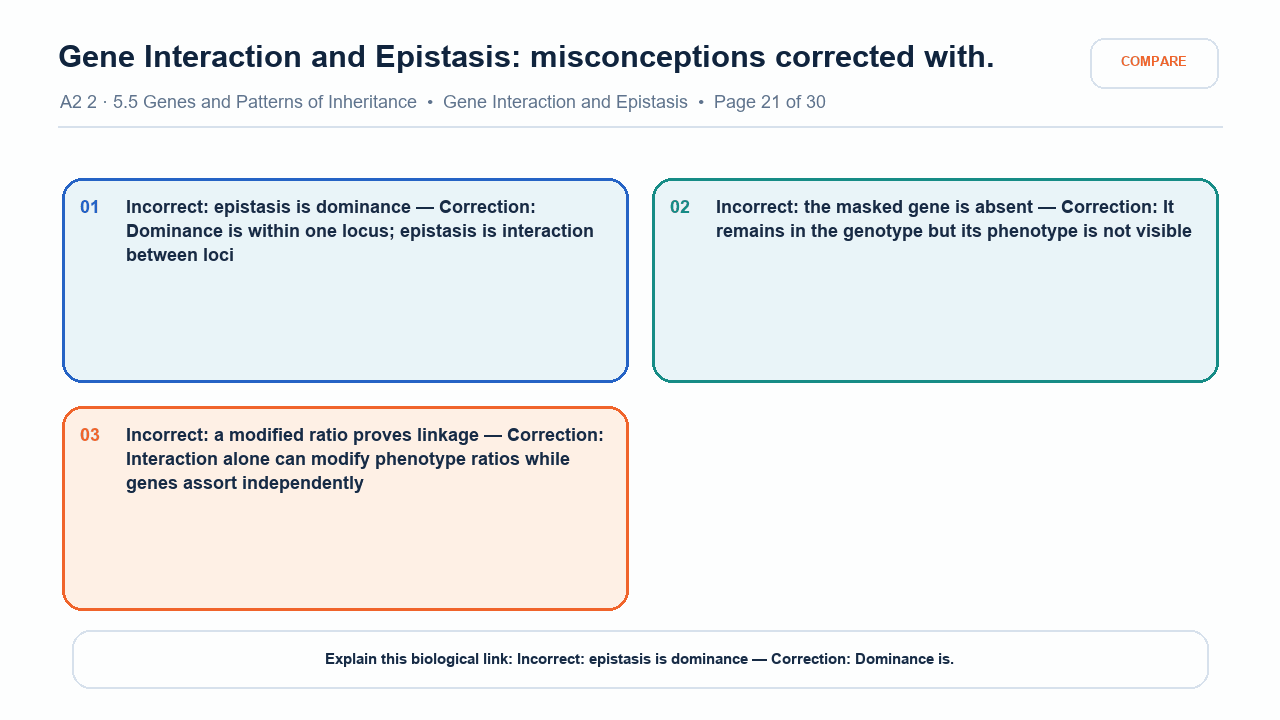 Gene Interaction and Epistasis: misconceptions corrected with.
COMPARE
A2 2 · 5.5 Genes and Patterns of Inheritance • Gene Interaction and Epistasis • Page 21 of 30
01
Incorrect: epistasis is dominance — Correction:
Dominance is within one locus; epistasis is interaction
between loci
02
Incorrect: the masked gene is absent — Correction: It
remains in the genotype but its phenotype is not visible
03
Incorrect: a modified ratio proves linkage — Correction:
Interaction alone can modify phenotype ratios while
genes assort independently
Explain this biological link: Incorrect: epistasis is dominance — Correction: Dominance is.